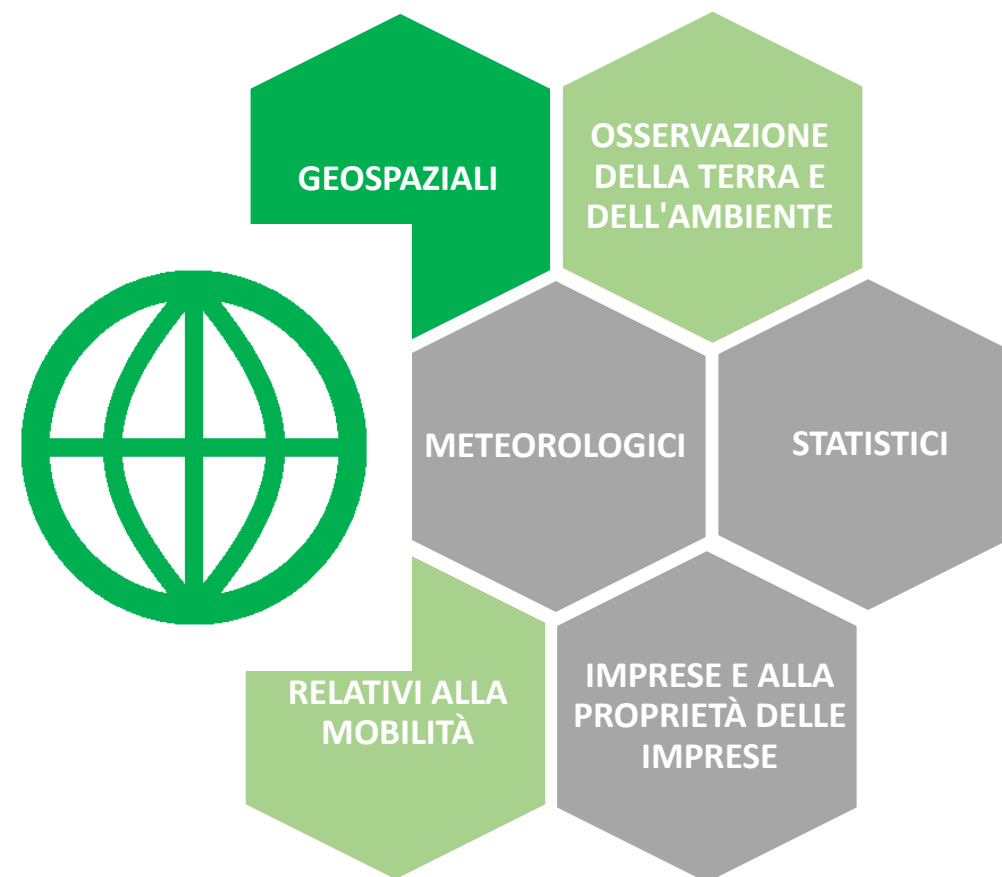 GEOSPAZIALI
OSSERVAZIONE
DELLA TERRA E
DELL'AMBIENTE
METEOROLOGICI
STATISTICI
RELATIVI ALLA
MOBILITÀ
IMPRESE E ALLA
PROPRIETÀ DELLE
IMPRESE